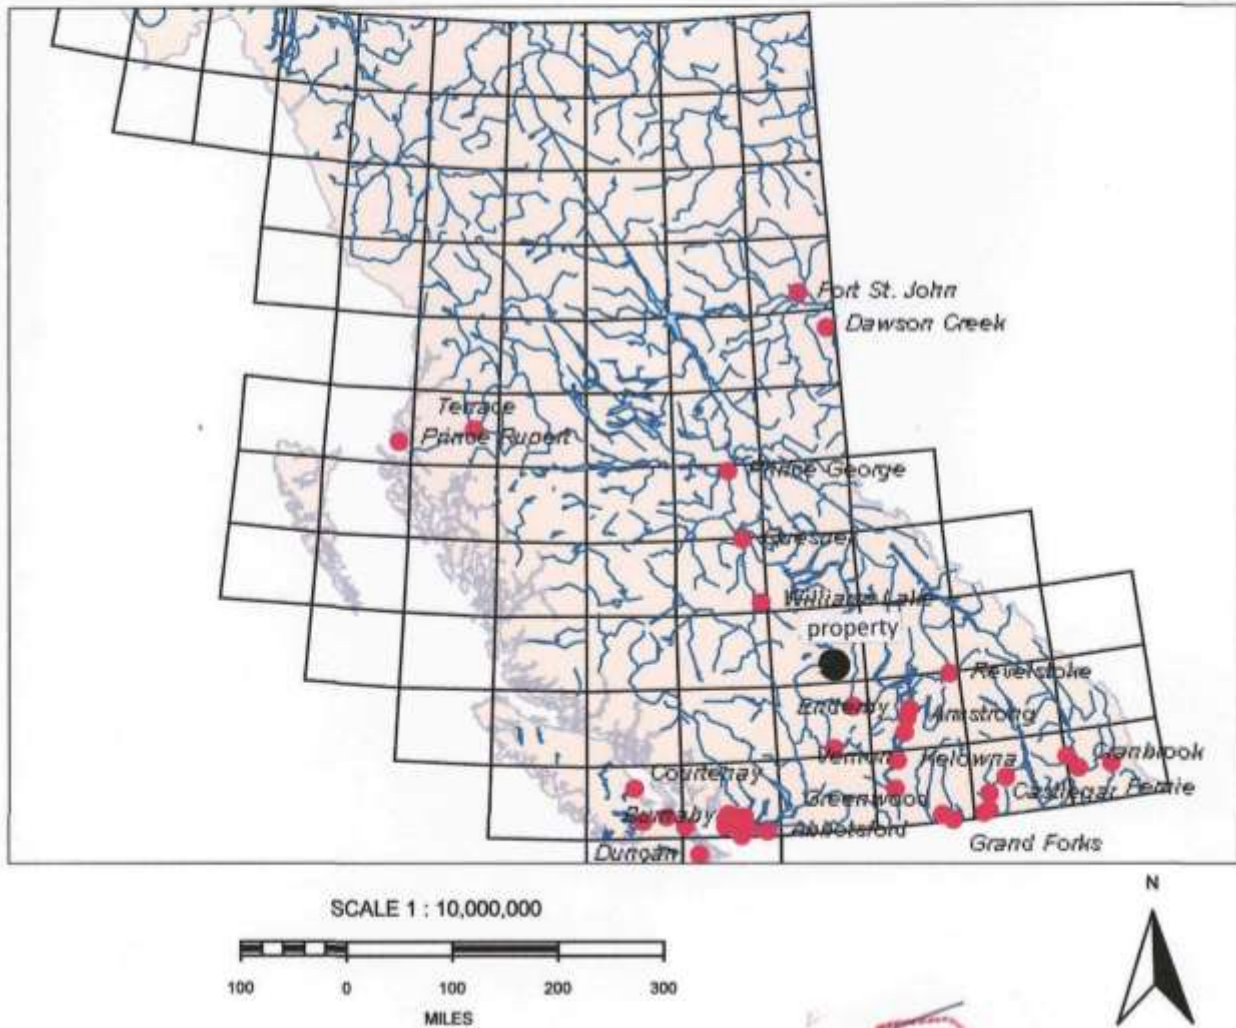 Fort St. John
Dawson Creek
Terrace
Prince Rupert
Prince George
Quesnel
Williams Lake
property
Revelstoke
Enderby
Armstrong
Cranbrook
Vernon
Kelowna
Courtenay
Castlegar
Fernie
Greenwood
Burnaby
Abbotsford
Grand Forks
Duncan
N
SCALE 1 : 10,000,000
100 0 100 200 300
MILES